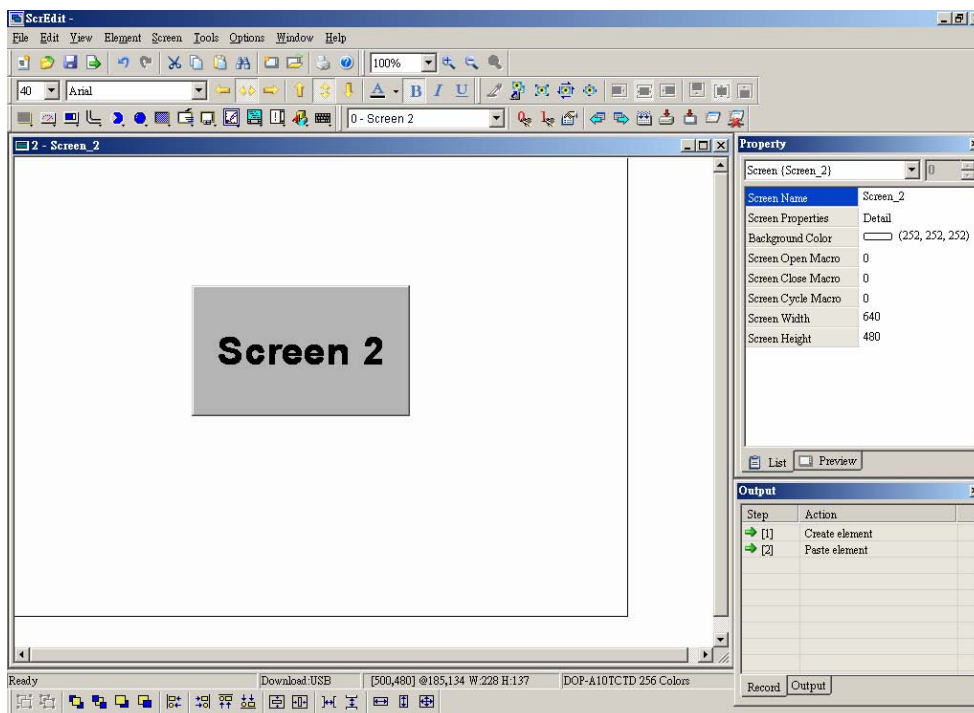 ScrEdit -
File Edit View Element Screen Tools Options Window Help
100%
40 Arial A B I U
0 - Screen 2
2 - Screen_2
Screen 2
Property
Screen {Screen_2} 0
Screen Name Screen_2
Screen Properties Detail
Background Color (252, 252, 252)
Screen Open Macro 0
Screen Close Macro 0
Screen Cycle Macro 0
Screen Width 640
Screen Height 480
List Preview
Output
Step Action
[1] Create element
[2] Paste element
Record Output
Ready Download:USB [500,480] @185,134 W:228 H:137 DOP-A10TCTD 256 Colors